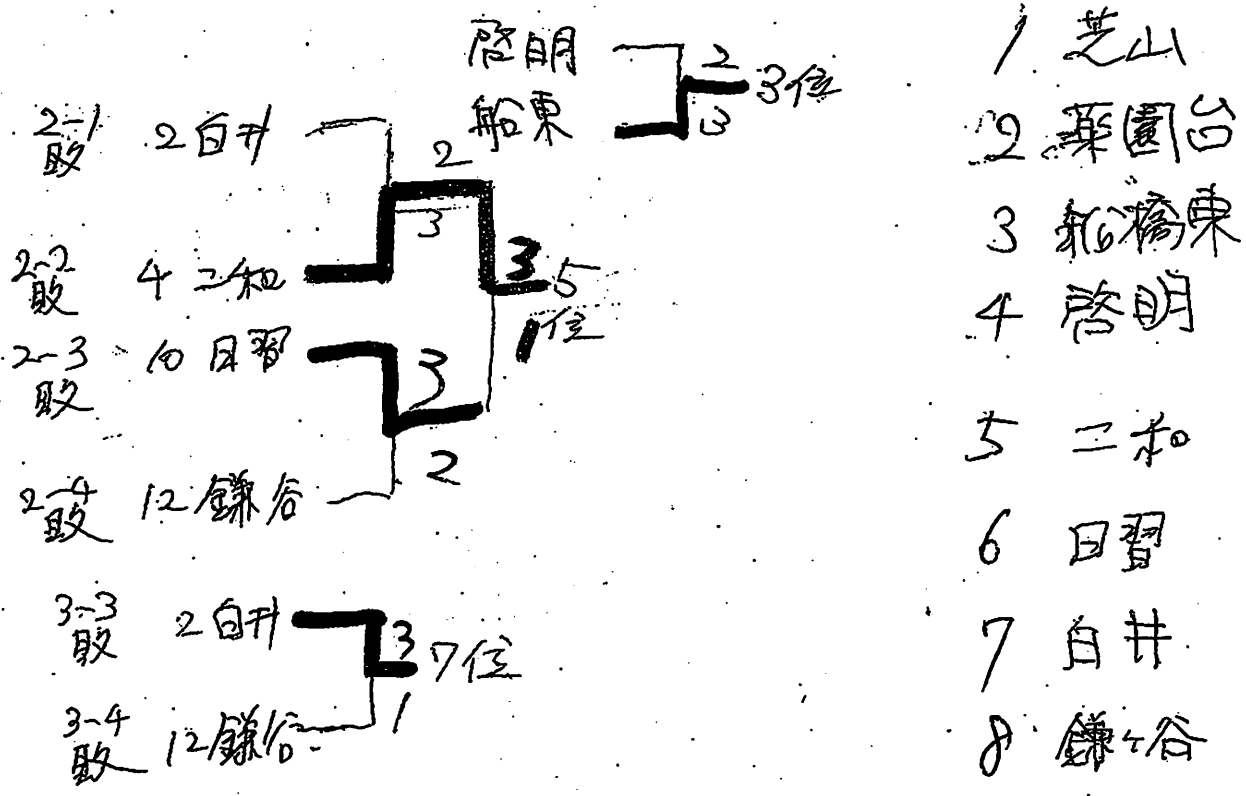 啓明
船東
2
3
3位
2-1
敗
2 白井
2
3
2-2
敗
4 二和
3
5
位
1
2-3
敗
10 日習
3
2
2-4
敗
12 鎌谷
3-3
敗
2 白井
3
1
7位
3-4
敗
12 鎌谷
1 芝山
2 薬園台
3 船橋東
4 啓明
5 二和
6 日習
7 白井
8 鎌ケ谷